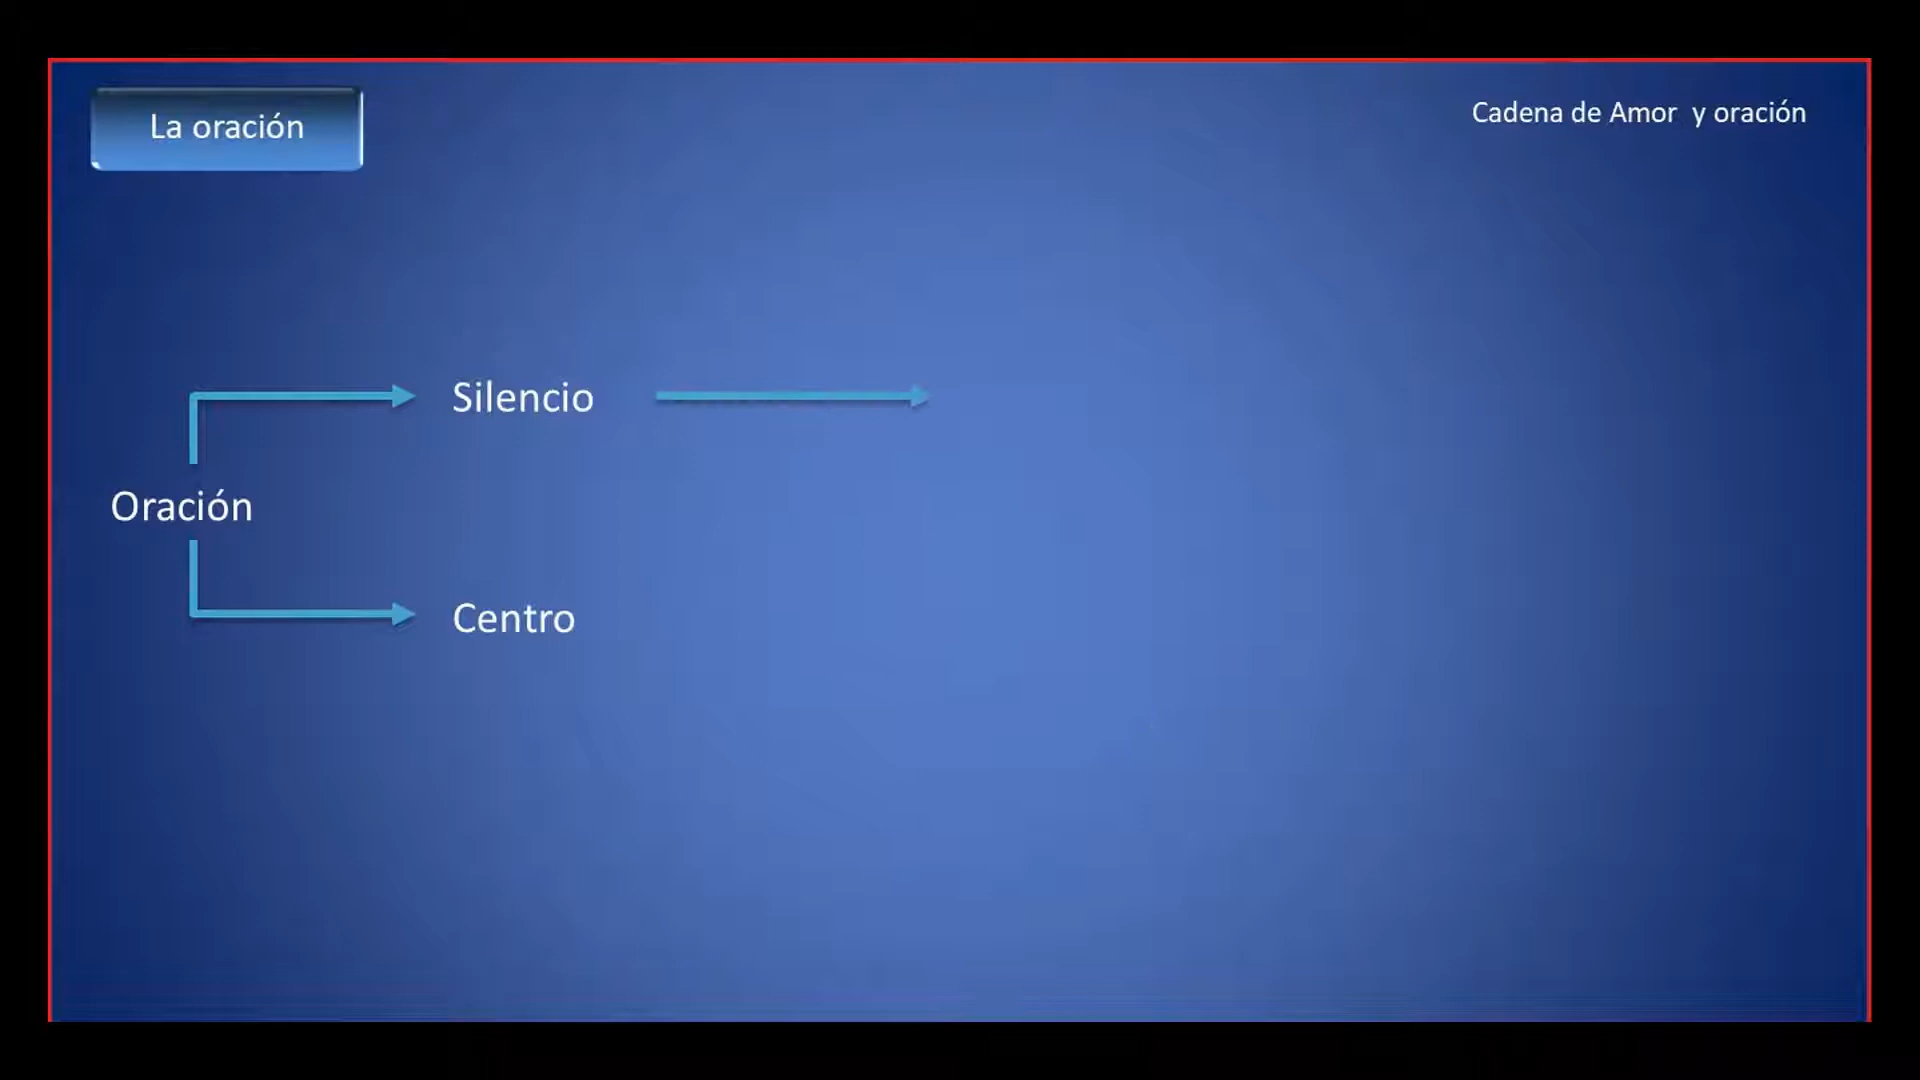 La oración
Cadena de Amor y oración
Silencio
Oración
Centro